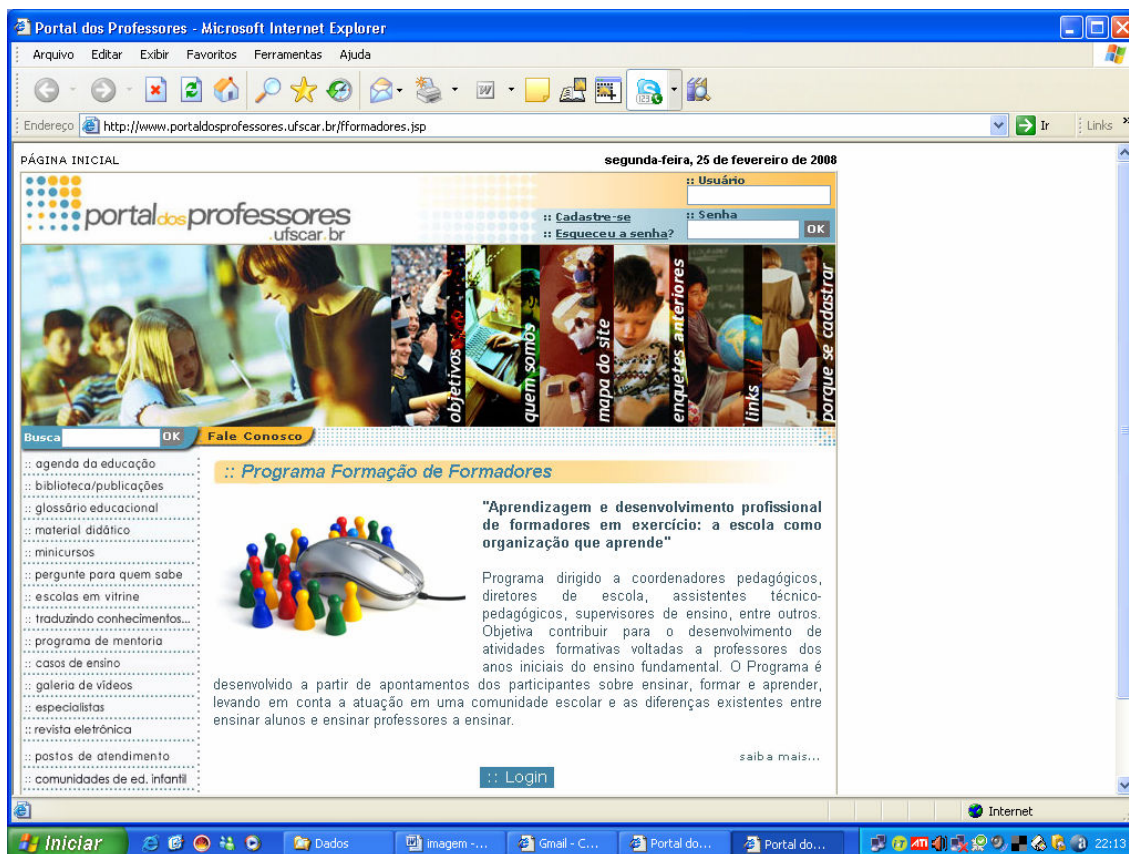 Portal dos Professores - Microsoft Internet Explorer
Arquivo Editar Exibir Favoritos Ferramentas Ajuda
Endereço http://www.portaldosprofessores.ufscar.br/fformadores.jsp Ir Links
PÁGINA INICIAL segunda-feira, 25 de fevereiro de 2008
portaldosprofessores
.ufscar.br
:: Usuário
:: Cadastre-se
:: Esqueceu a senha?
:: Senha
OK
objetivos
quem somos
mapa do site
enquetes anteriores
links
porque se cadastrar
Busca OK Fale Conosco
:: agenda da educação
:: biblioteca/publicações
:: glossário educacional
:: material didático
:: minicursos
:: pergunte para quem sabe
:: escolas em vitrine
:: traduzindo conhecimentos...
:: programa de mentoria
:: casos de ensino
:: galeria de vídeos
:: especialistas
:: revista eletrônica
:: postos de atendimento
:: comunidades de ed. infantil
:: Programa Formação de Formadores
"Aprendizagem e desenvolvimento profissional
de formadores em exercício: a escola como
organização que aprende"
Programa dirigido a coordenadores pedagógicos,
diretores de escola, assistentes técnico-
pedagógicos, supervisores de ensino, entre outros.
Objetiva contribuir para o desenvolvimento de
atividades formativas voltadas a professores dos
anos iniciais do ensino fundamental. O Programa é
desenvolvido a partir de apontamentos dos participantes sobre ensinar, formar e aprender,
levando em conta a atuação em uma comunidade escolar e as diferenças existentes entre
ensinar alunos e ensinar professores a ensinar.
saiba mais...
:: Login
Internet
Iniciar Dados imagem -... Gmail - C... Portal do... Portal do... 22:13